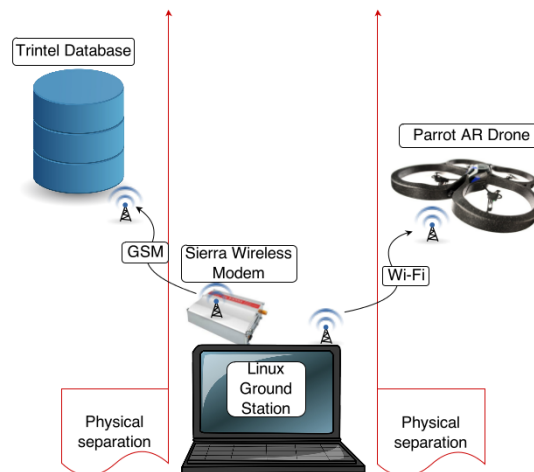 Trintel Database
Parrot AR Drone
GSM
Sierra Wireless
Modem
Wi-Fi
Linux
Ground
Station
Physical
separation
Physical
separation